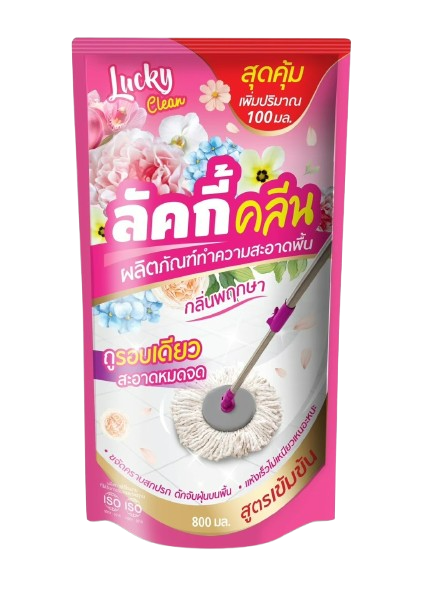 Lucky
Clean
สุดคุ้ม
เพิ่มปริมาณ
100 มล.
ลัคกี้คลีน
ผลิตภัณฑ์ทำความสะอาดพื้น
กลิ่นพฤกษา
ถูรอบเดียว
สะอาดหมดจด
• ขจัดคราบสกปรก ดักจับฝุ่นบนพื้น • แห้งเร็วไม่เหนียวเหนอะหนะ
สูตรเข้มข้น
ISO ISO
800 มล.